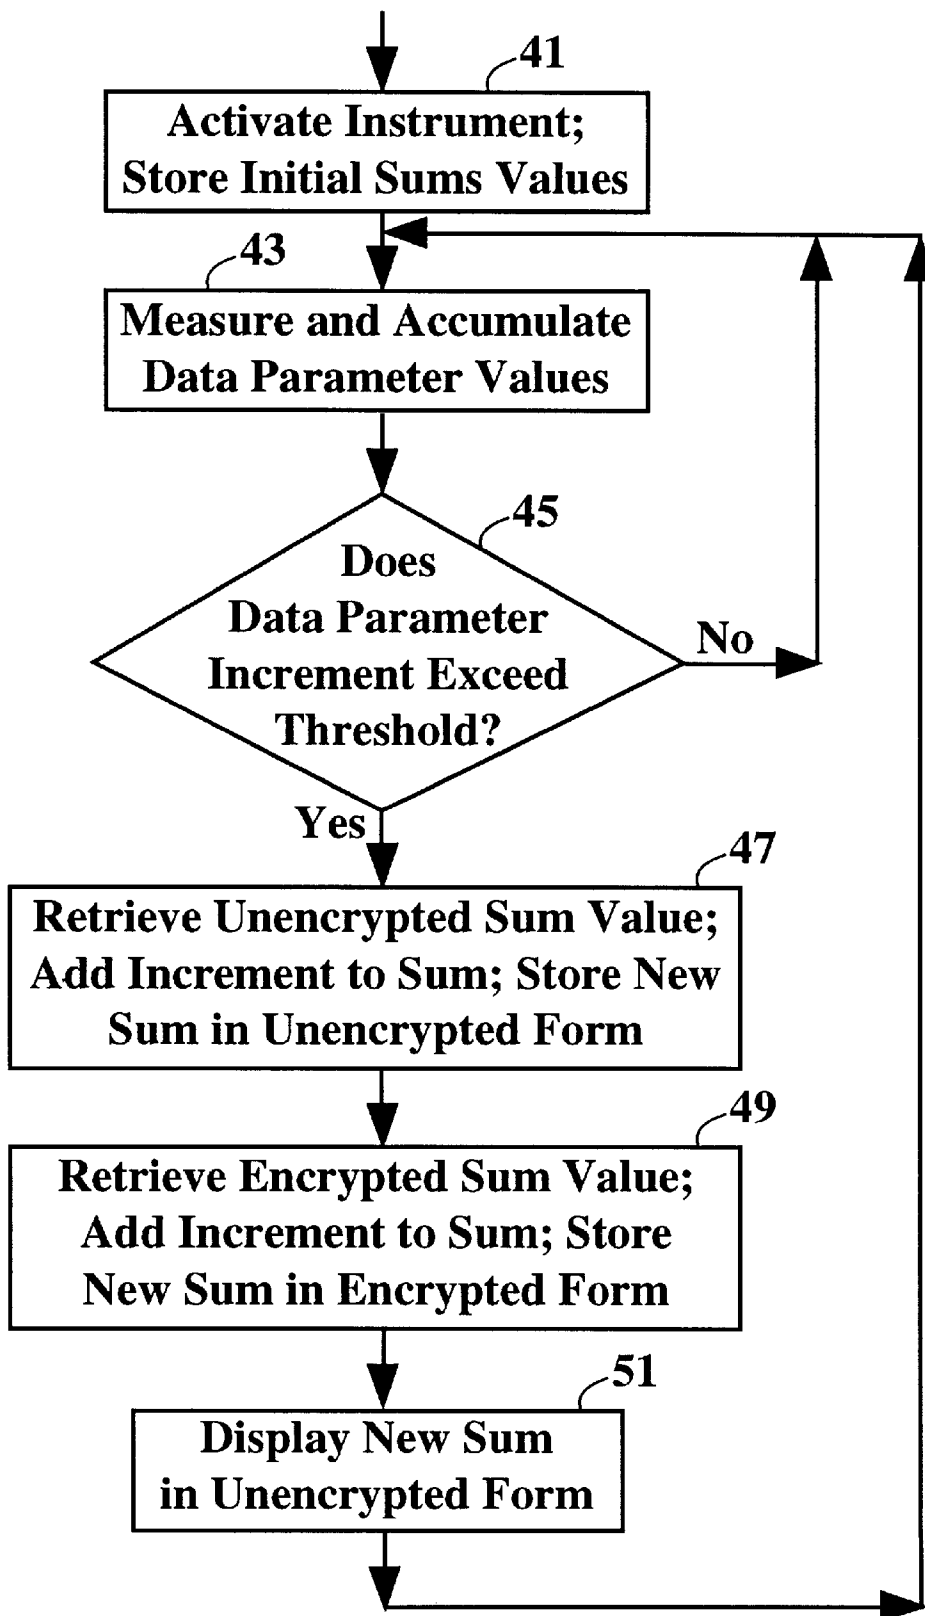 41
Activate Instrument;
Store Initial Sums Values
43
Measure and Accumulate
Data Parameter Values
45
Does
Data Parameter
Increment Exceed
Threshold?
No
Yes
47
Retrieve Unencrypted Sum Value;
Add Increment to Sum; Store New
Sum in Unencrypted Form
49
Retrieve Encrypted Sum Value;
Add Increment to Sum; Store
New Sum in Encrypted Form
51
Display New Sum
in Unencrypted Form